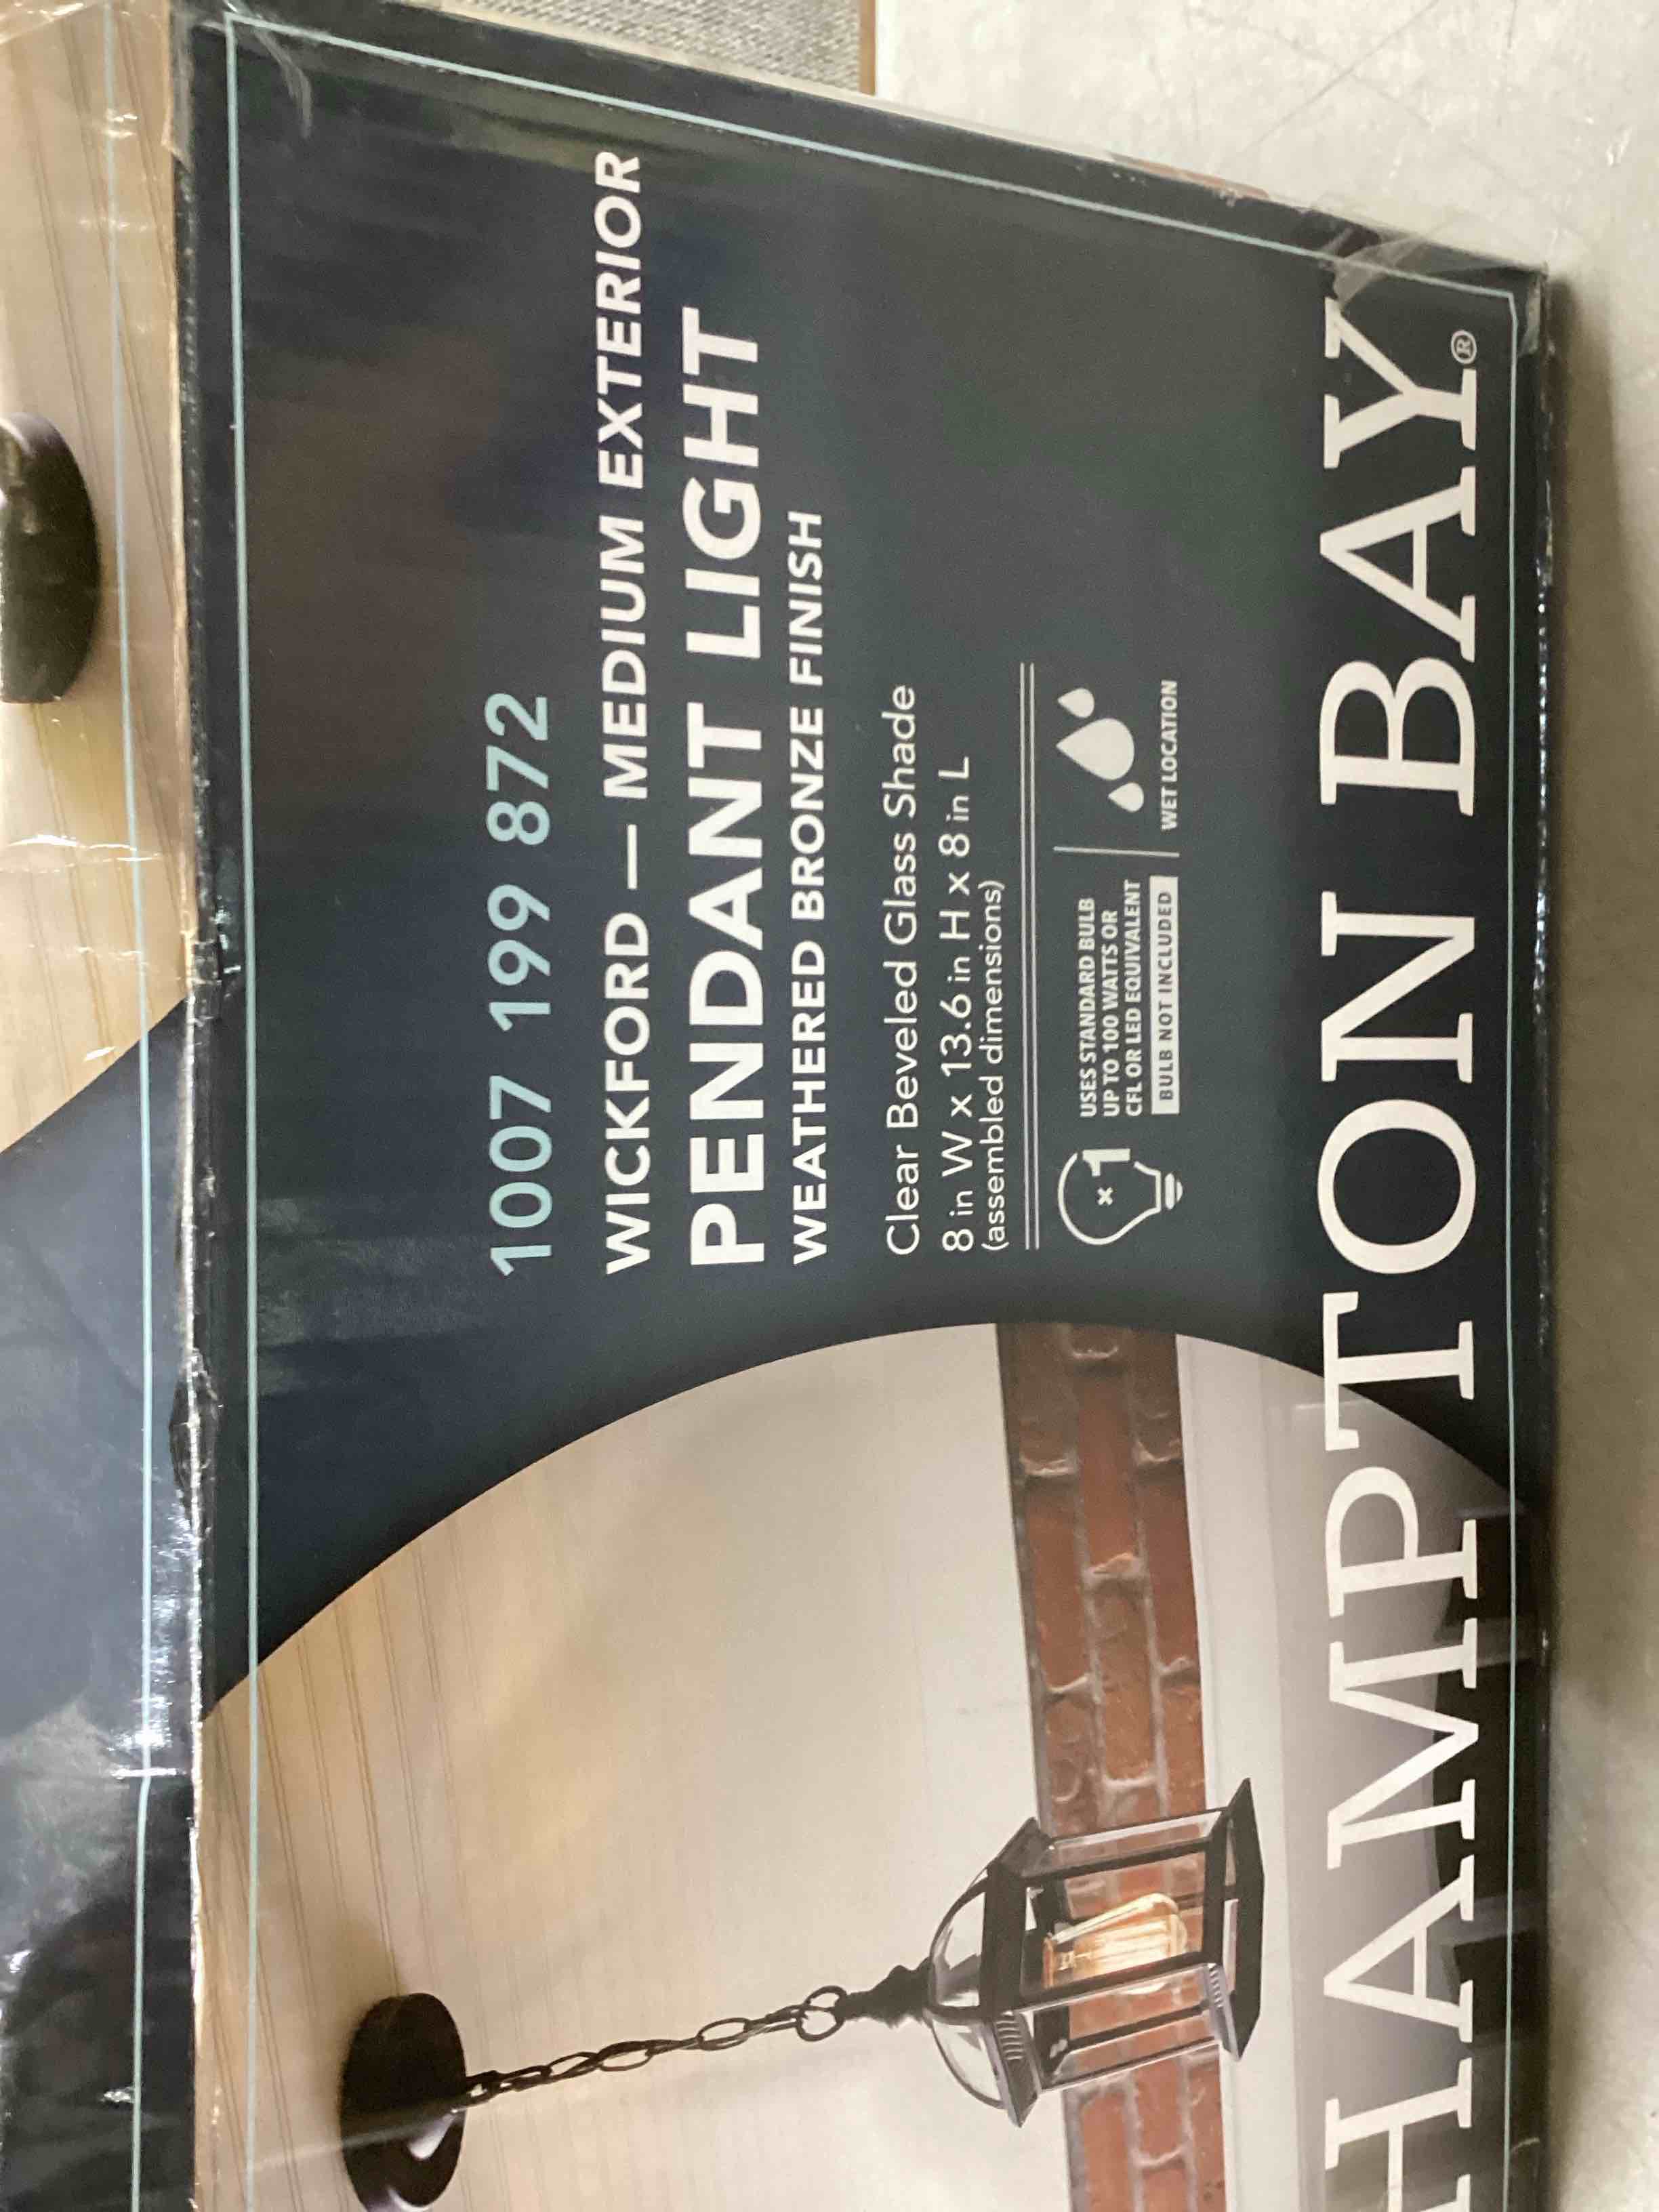 1007 199 872
WICKFORD — MEDIUM EXTERIOR
PENDANT LIGHT
WEATHERED BRONZE FINISH
Clear Beveled Glass Shade
8 in W x 13.6 in H x 8 in L
(assembled dimensions)
x1
USES STANDARD BULB
UP TO 100 WATTS OR
CFL OR LED EQUIVALENT
BULB NOT INCLUDED
WET LOCATION
HAMPTON BAY®